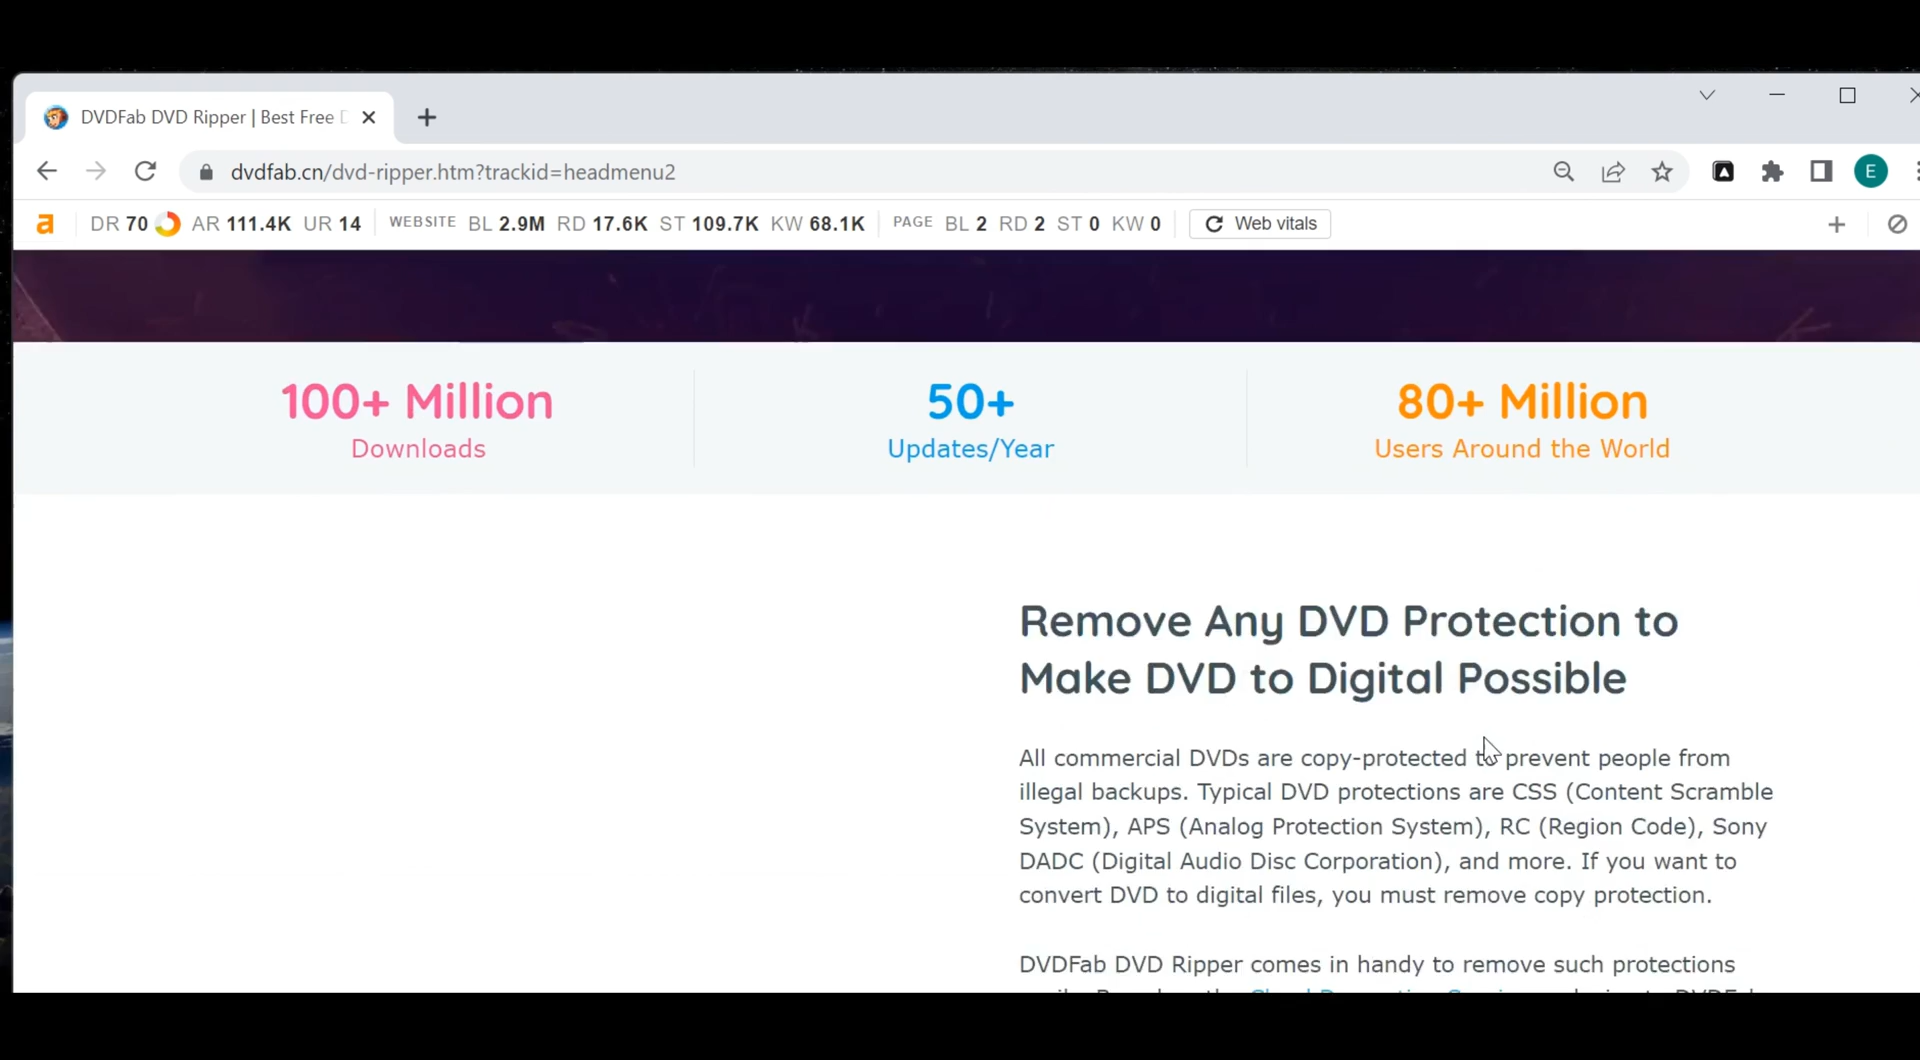 DVDFab DVD Ripper | Best Free
dvdfab.cn/dvd-ripper.htm?trackid=headmenu2
E
a DR 70 AR 111.4K UR 14 WEBSITE BL 2.9M RD 17.6K ST 109.7K KW 68.1K PAGE BL 2 RD 2 ST 0 KW 0 Web vitals
100+ Million
Downloads
50+
Updates/Year
80+ Million
Users Around the World
Remove Any DVD Protection to
Make DVD to Digital Possible
All commercial DVDs are copy-protected to prevent people from
illegal backups. Typical DVD protections are CSS (Content Scramble
System), APS (Analog Protection System), RC (Region Code), Sony
DADC (Digital Audio Disc Corporation), and more. If you want to
convert DVD to digital files, you must remove copy protection.
DVDFab DVD Ripper comes in handy to remove such protections